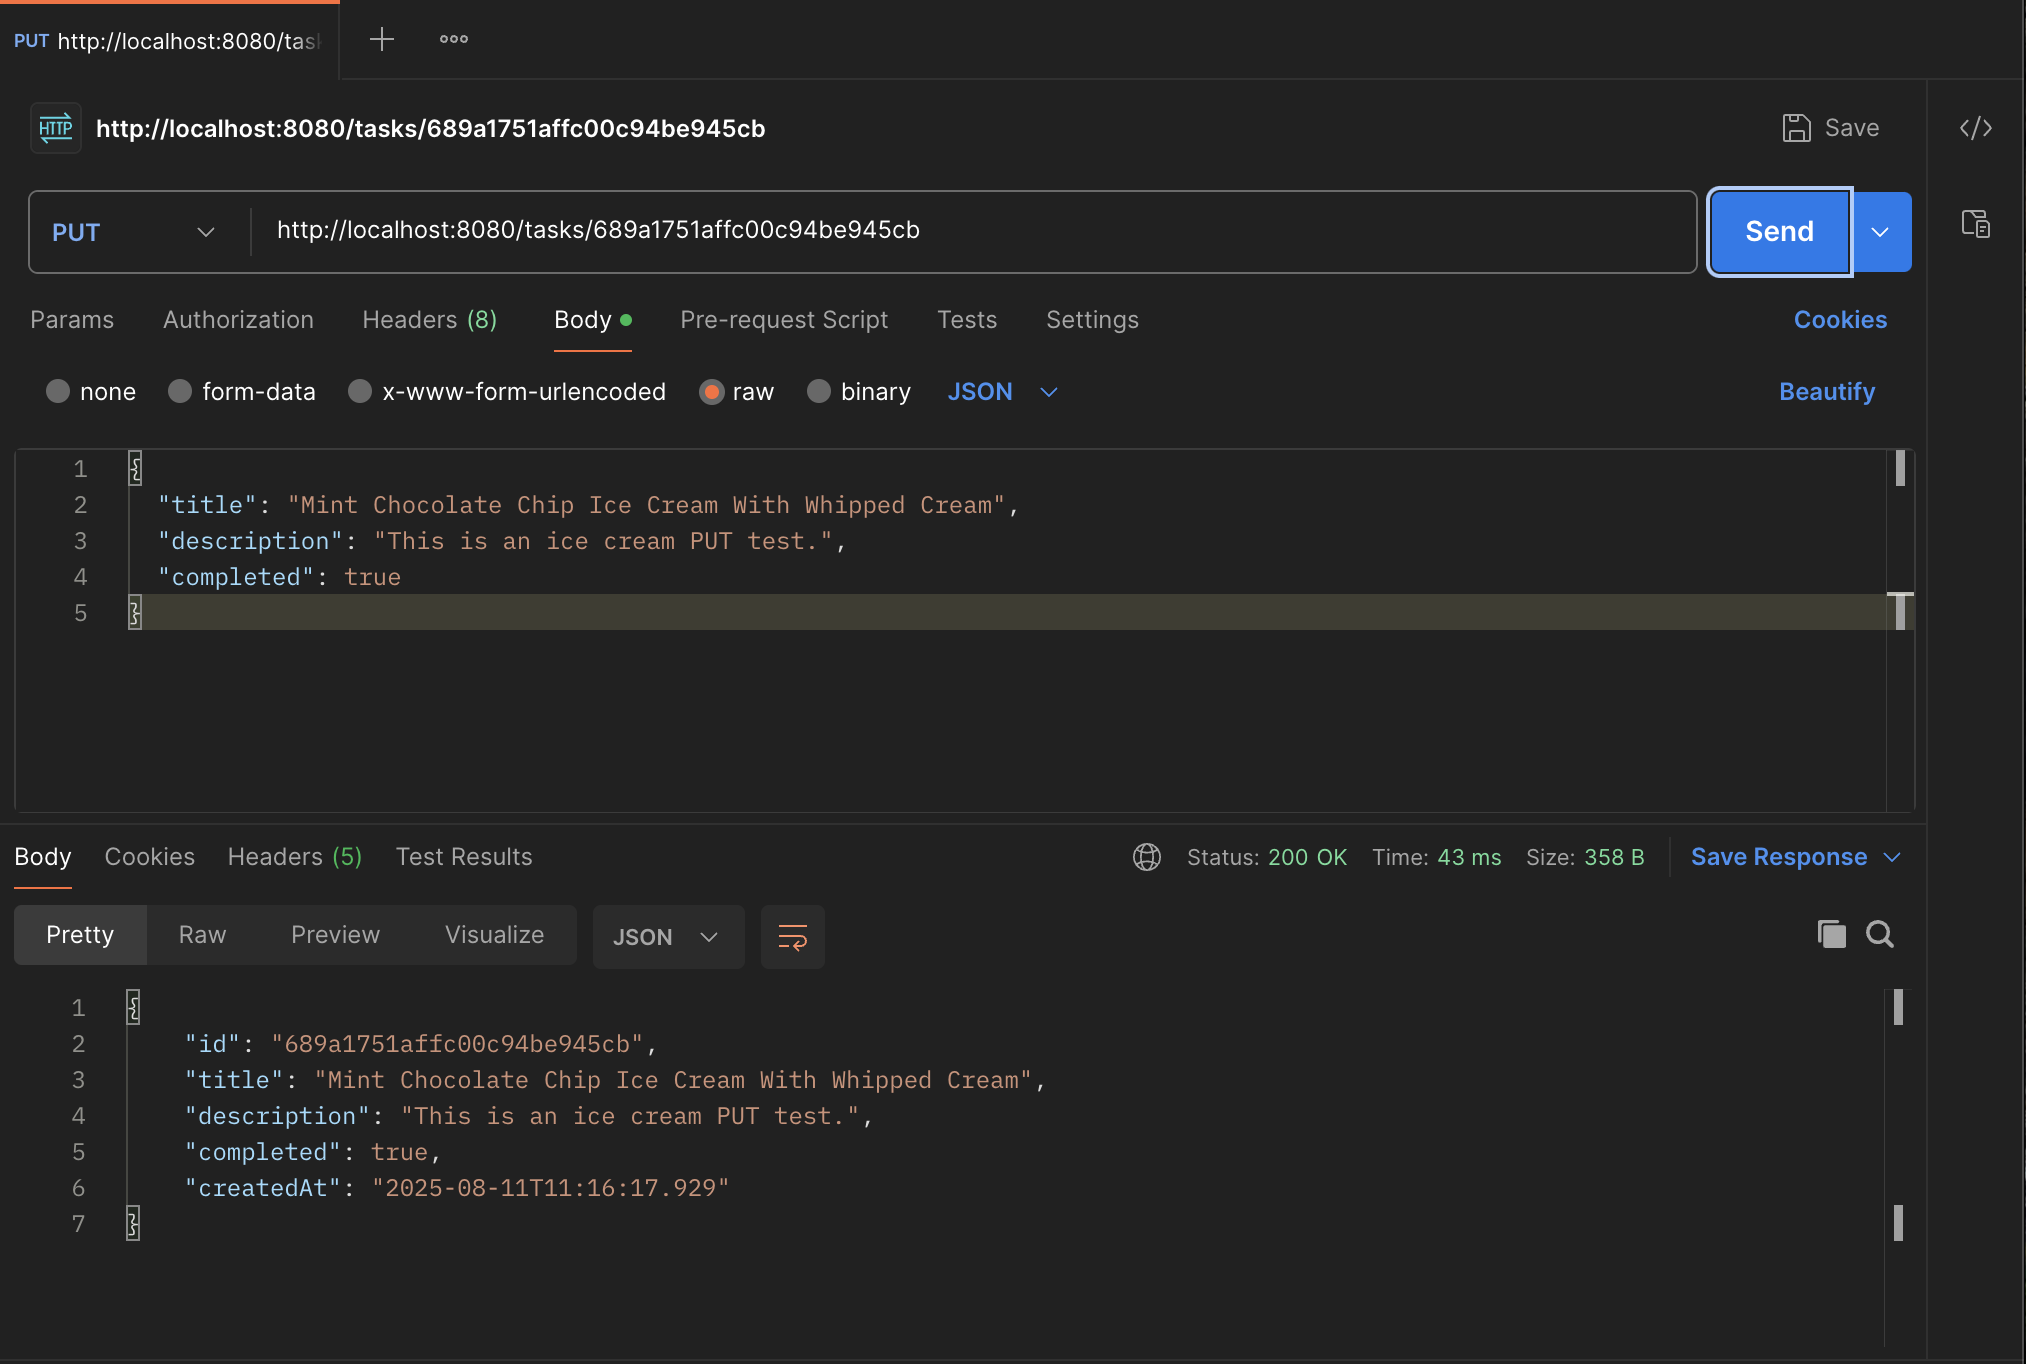 PUT http://localhost:8080/tas
HTTP http://localhost:8080/tasks/689a1751affc00c94be945cb
Save
PUT http://localhost:8080/tasks/689a1751affc00c94be945cb Send
Params Authorization Headers (8) Body Pre-request Script Tests Settings Cookies
none form-data x-www-form-urlencoded raw binary JSON Beautify
1 {
2 "title": "Mint Chocolate Chip Ice Cream With Whipped Cream",
3 "description": "This is an ice cream PUT test.",
4 "completed": true
5 }
Body Cookies Headers (5) Test Results Status: 200 OK Time: 43 ms Size: 358 B Save Response
Pretty Raw Preview Visualize JSON
1 {
2 "id": "689a1751affc00c94be945cb",
3 "title": "Mint Chocolate Chip Ice Cream With Whipped Cream",
4 "description": "This is an ice cream PUT test.",
5 "completed": true,
6 "createdAt": "2025-08-11T11:16:17.929"
7 }